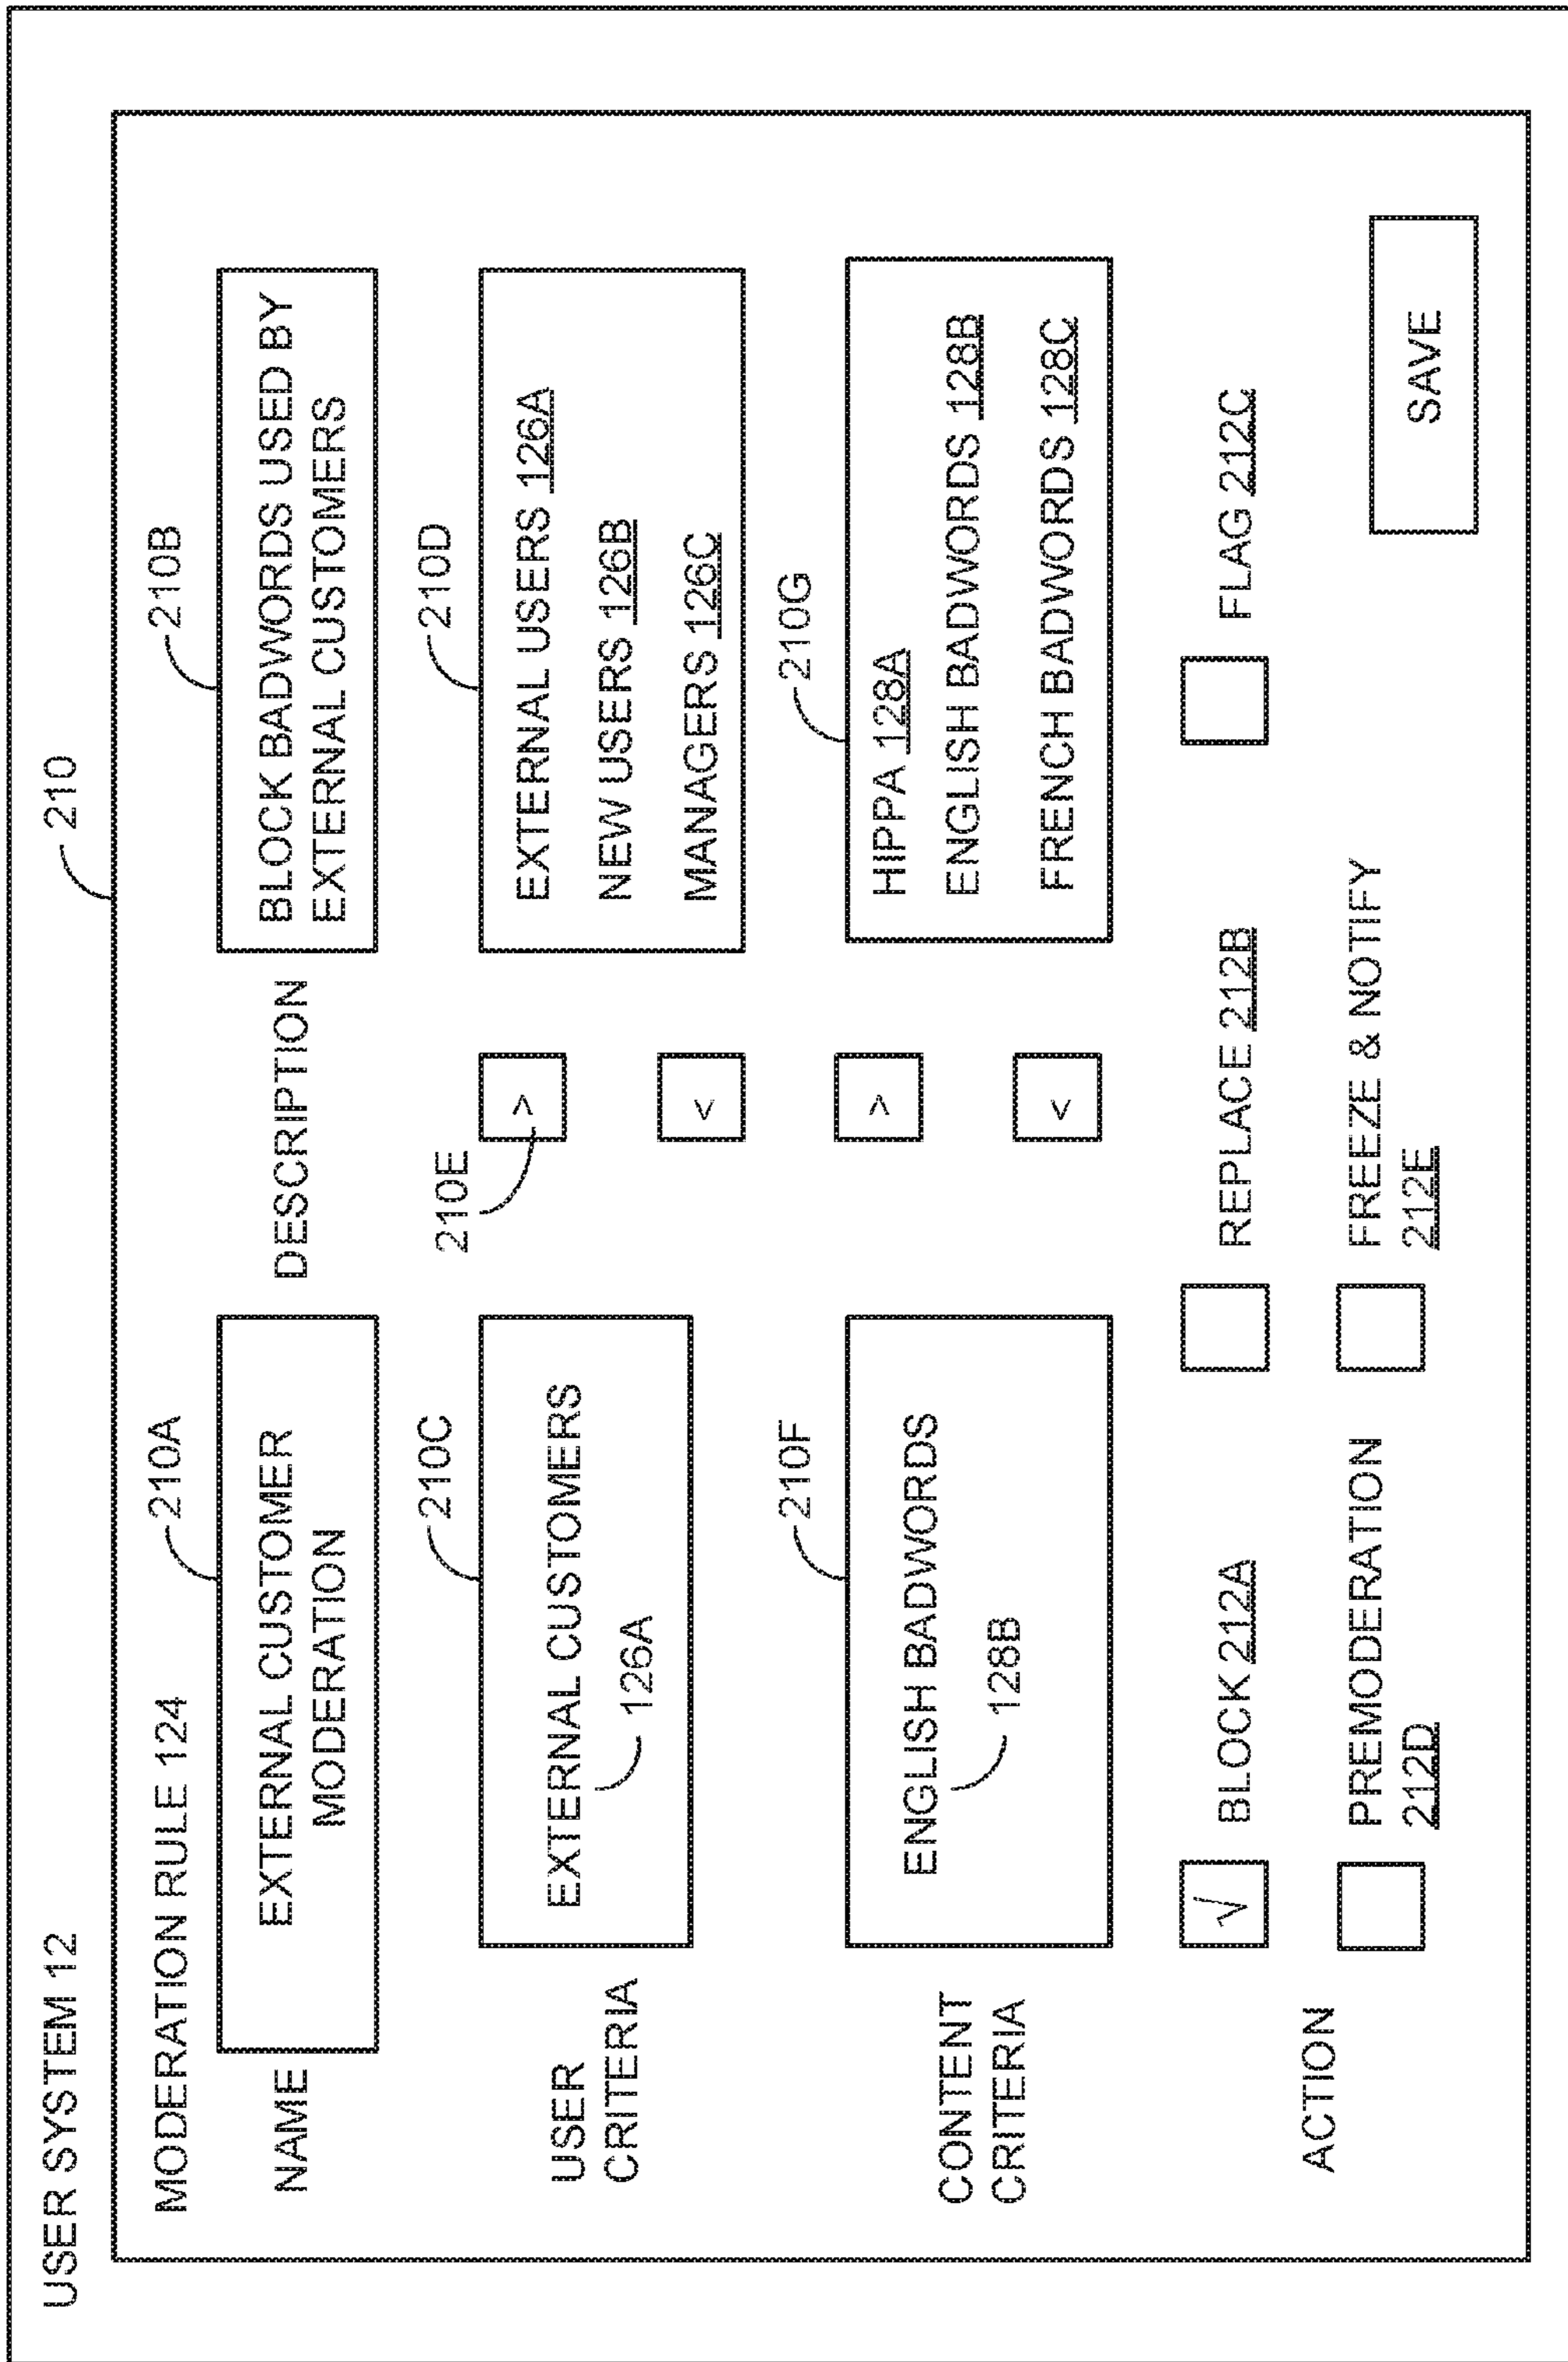 USER SYSTEM 12
210
MODERATION RULE 124
210A
210B
NAME
EXTERNAL CUSTOMER
MODERATION
DESCRIPTION
BLOCK BADWORDS USED BY
EXTERNAL CUSTOMERS
210C
210E
210D
USER
CRITERIA
EXTERNAL CUSTOMERS
126A
>
<
EXTERNAL USERS 126A
NEW USERS 126B
MANAGERS 126C
210F
210G
CONTENT
CRITERIA
ENGLISH BADWORDS
128B
>
<
HIPPA 128A
ENGLISH BADWORDS 128B
FRENCH BADWORDS 128C
ACTION
√
BLOCK 212A
REPLACE 212B
FLAG 212C
PREMODERATION
212D
FREEZE & NOTIFY
212E
SAVE